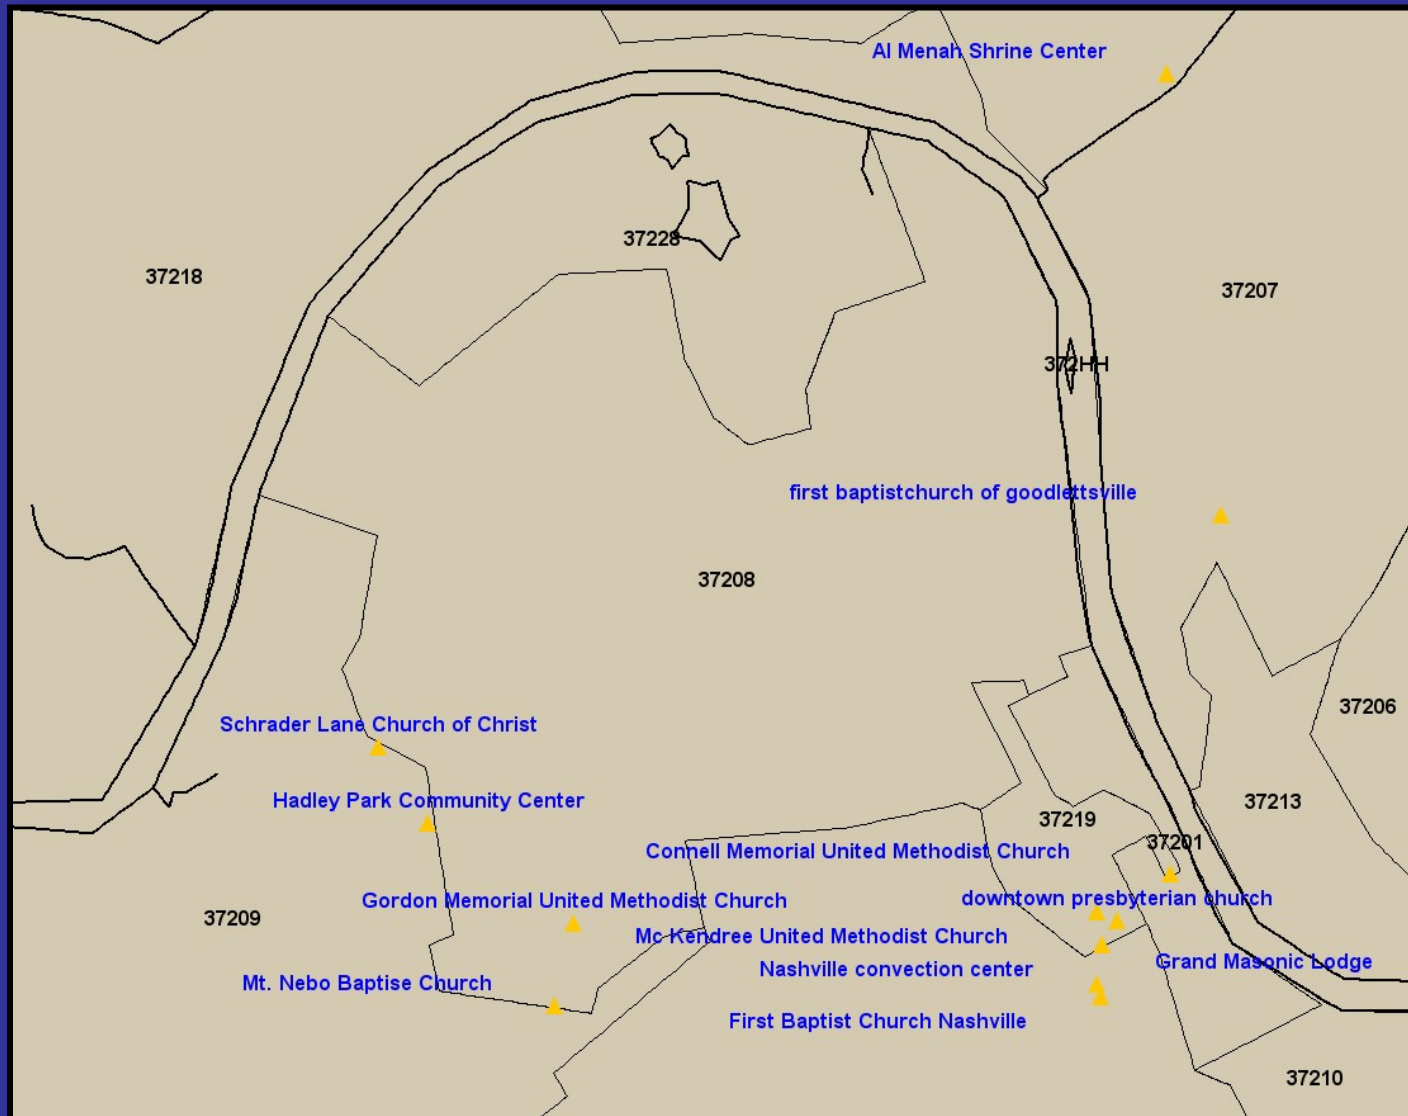 Al Menah Shrine Center
37228
37218
37207
372HH
first baptistchurch of goodlettsville
37208
37206
Schrader Lane Church of Christ
Hadley Park Community Center
37213
37219
37201
Connell Memorial United Methodist Church
Gordon Memorial United Methodist Church
downtown presbyterian church
37209
Mc Kendree United Methodist Church
Grand Masonic Lodge
Nashville convection center
Mt. Nebo Baptise Church
First Baptist Church Nashville
37210